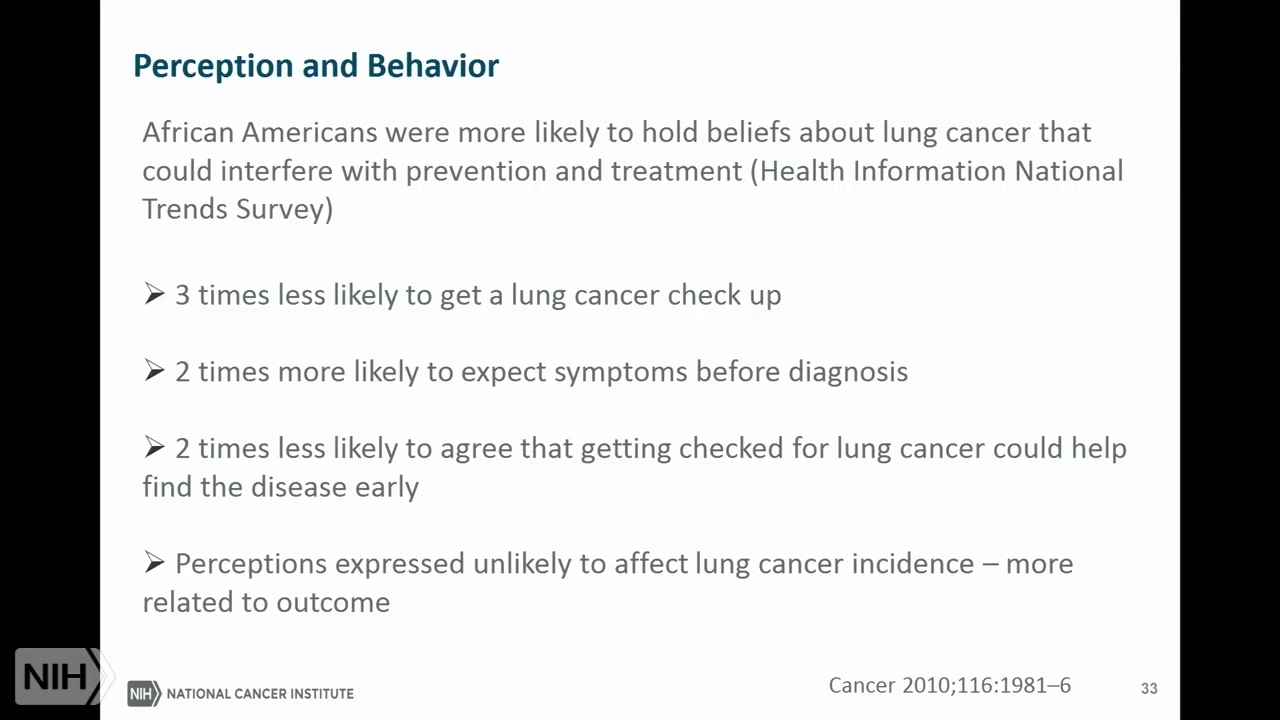 Perception and Behavior
African Americans were more likely to hold beliefs about lung cancer that
could interfere with prevention and treatment (Health Information National
Trends Survey)
➢ 3 times less likely to get a lung cancer check up
➢ 2 times more likely to expect symptoms before diagnosis
➢ 2 times less likely to agree that getting checked for lung cancer could help
find the disease early
➢ Perceptions expressed unlikely to affect lung cancer incidence – more
related to outcome
NIH
NIH NATIONAL CANCER INSTITUTE
Cancer 2010;116:1981–6
33